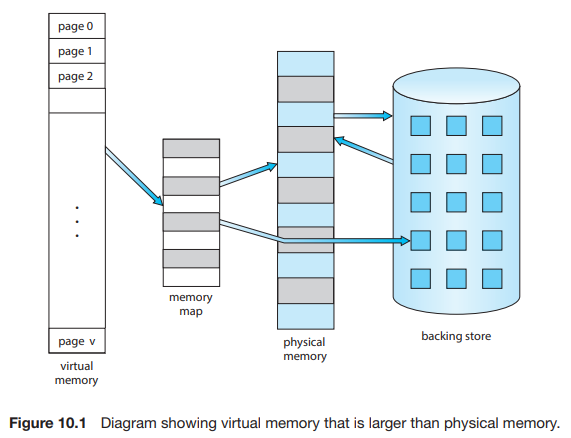 page 0
page 1
page 2
page v
virtual
memory
memory
map
physical
memory
backing store
Figure 10.1 Diagram showing virtual memory that is larger than physical memory.